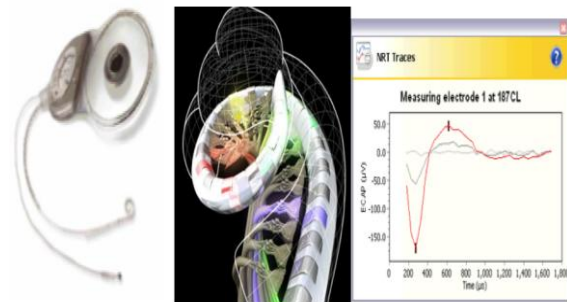 NRT Traces
Measuring electrode 1 at 187CL
50.0
0.0
-50.0
-100.0
-150.0
ECAP (µV)
0 200 400 600 800 1,000 1,200 1,400 1,600 1,800
Time (µs)